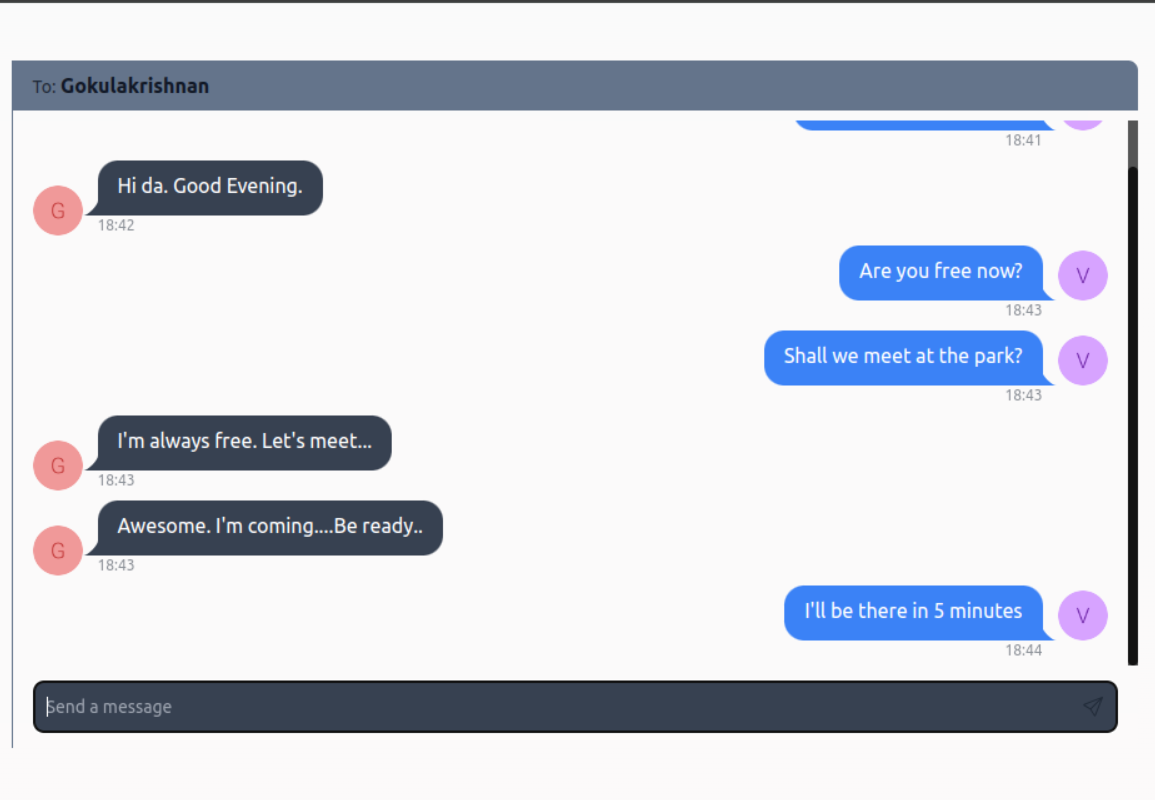 To: Gokulakrishnan
18:41
Hi da. Good Evening.
G
18:42
Are you free now?
V
18:43
Shall we meet at the park?
V
18:43
I'm always free. Let's meet...
G
18:43
Awesome. I'm coming....Be ready..
G
18:43
I'll be there in 5 minutes
V
18:44
Send a message